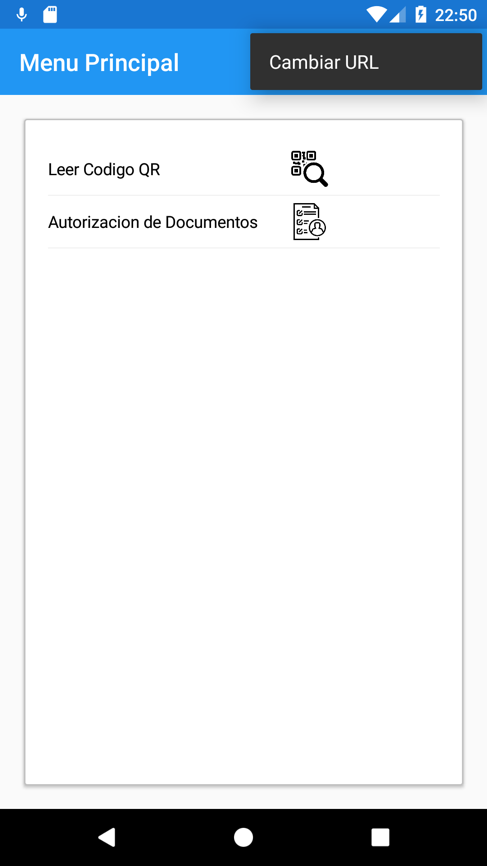 22:50
Menu Principal
Cambiar URL
Leer Codigo QR
Autorizacion de Documentos